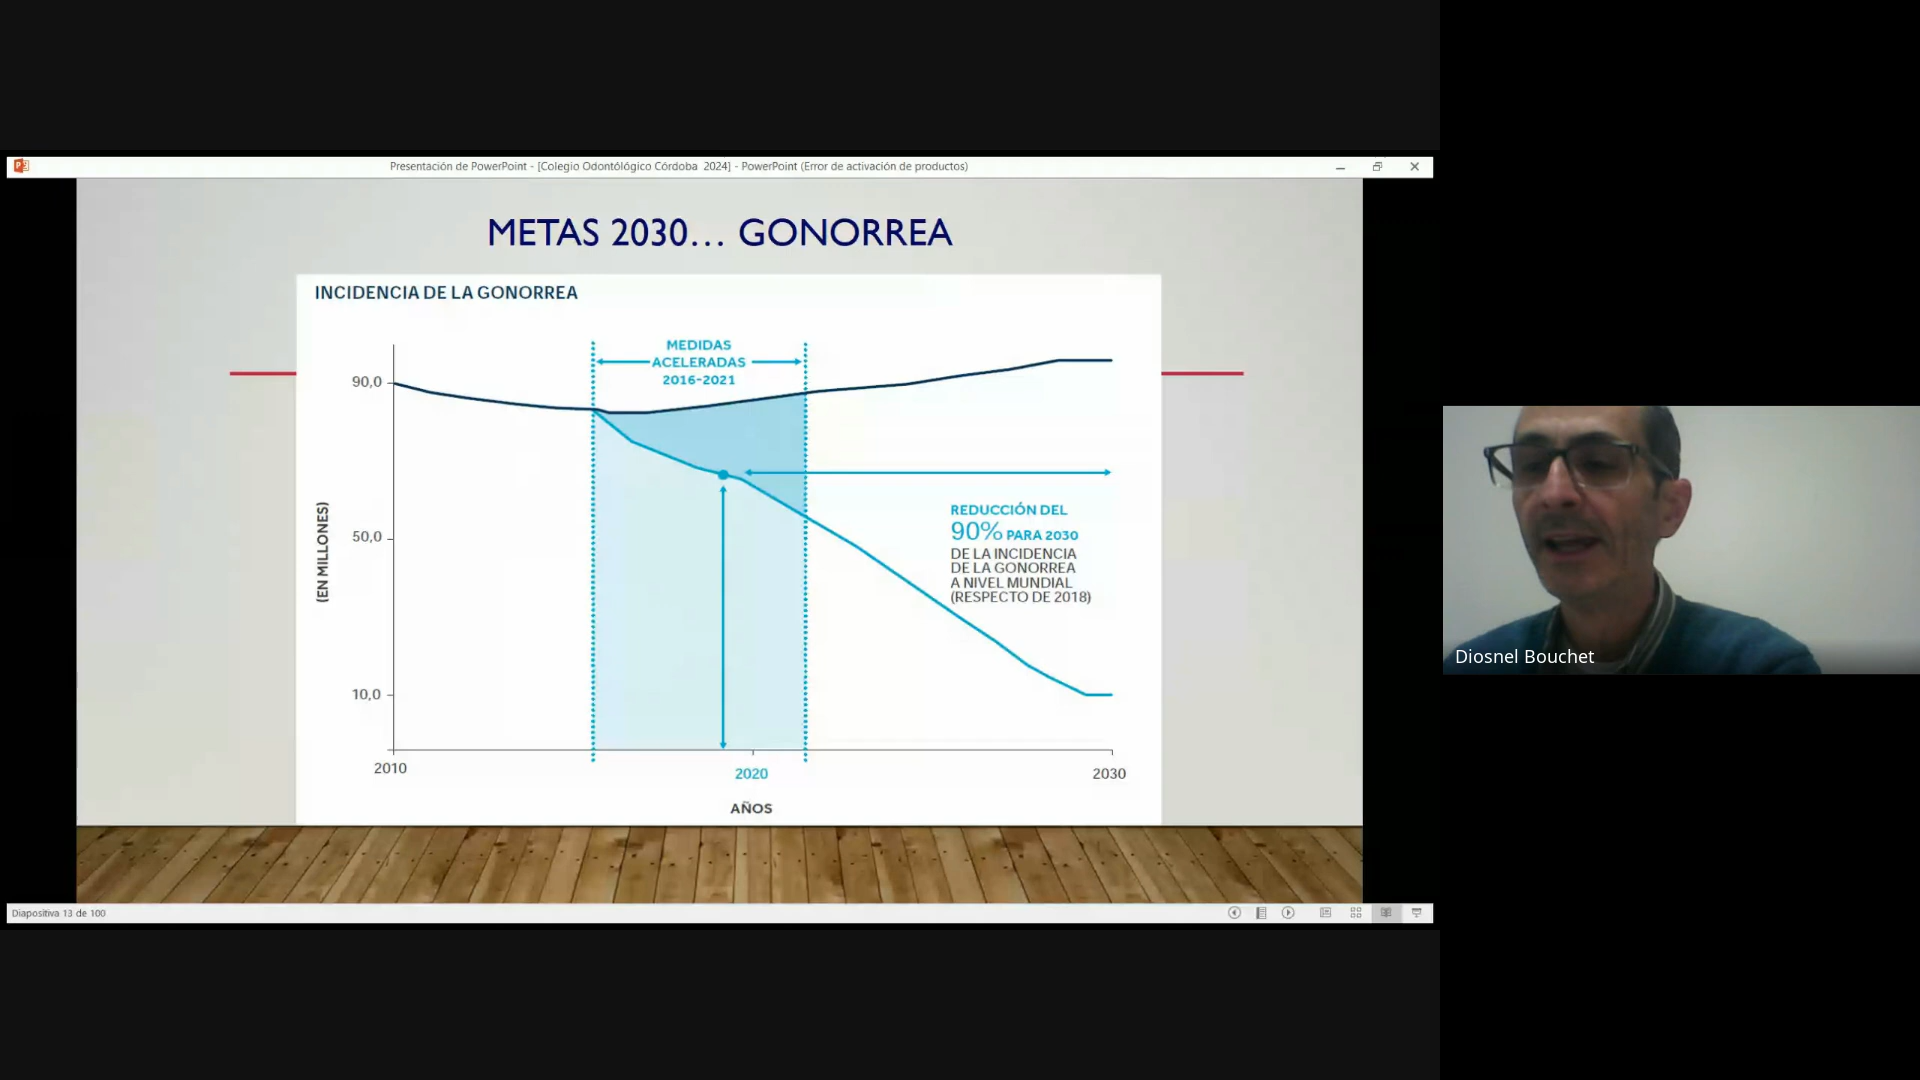 Presentación de PowerPoint - [Colegio Odontólógico Córdoba 2024] - PowerPoint (Error de activación de productos)
METAS 2030... GONORREA
INCIDENCIA DE LA GONORREA
MEDIDAS
ACELERADAS
2016-2021
90,0
50,0
10,0
(EN MILLONES)
REDUCCIÓN DEL
90% PARA 2030
DE LA INCIDENCIA
DE LA GONORREA
A NIVEL MUNDIAL
(RESPECTO DE 2018)
2010
2020
2030
AÑOS
Diosnel Bouchet
Diapositiva 13 de 100